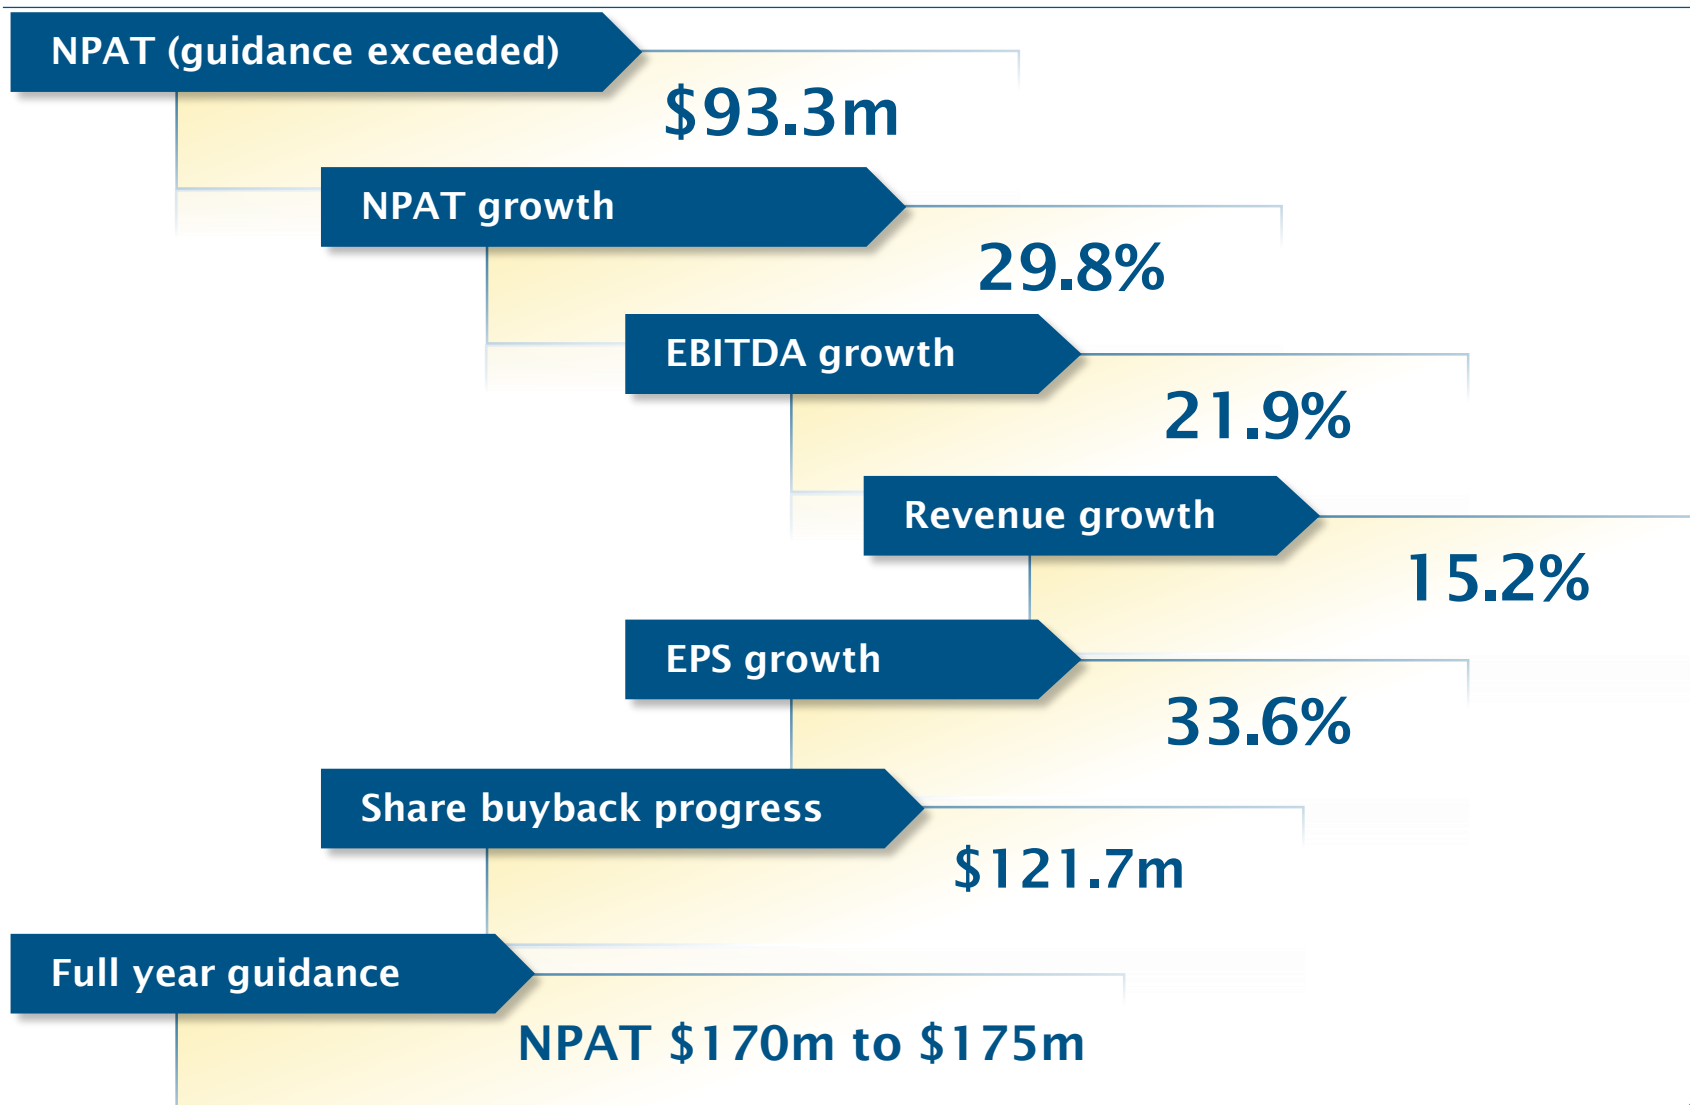 NPAT (guidance exceeded)
$93.3m
NPAT growth
29.8%
EBITDA growth
21.9%
Revenue growth
15.2%
EPS growth
33.6%
Share buyback progress
$121.7m
Full year guidance
NPAT $170m to $175m